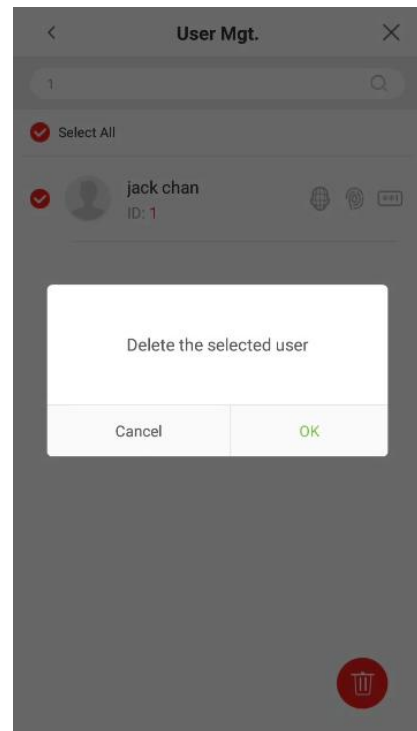 User Mgt.
1
Select All
jack chan
ID: 1
Delete the selected user
Cancel
OK